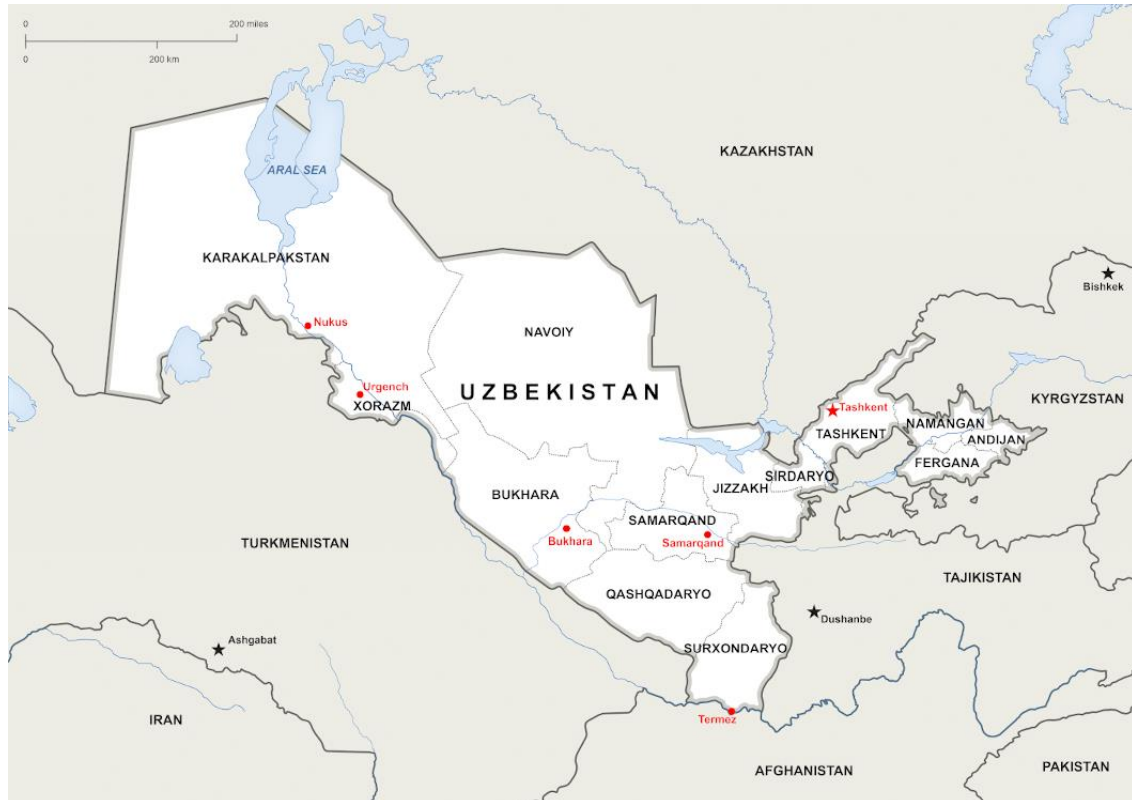 0 200 miles
0 200 km
KAZAKHSTAN
ARAL SEA
KARAKALPAKSTAN
Bishkek
Nukus
NAVOIY
Urgench
UZBEKISTAN
KYRGYZSTAN
XORAZM
Tashkent
NAMANGAN
TASHKENT
ANDIJAN
FERGANA
SIRDARYO
JIZZAKH
BUKHARA
SAMARQAND
Bukhara
Samarqand
TURKMENISTAN
TAJIKISTAN
QASHQADARYO
Dushanbe
Ashgabat
SURXONDARYO
IRAN
Termez
AFGHANISTAN
PAKISTAN